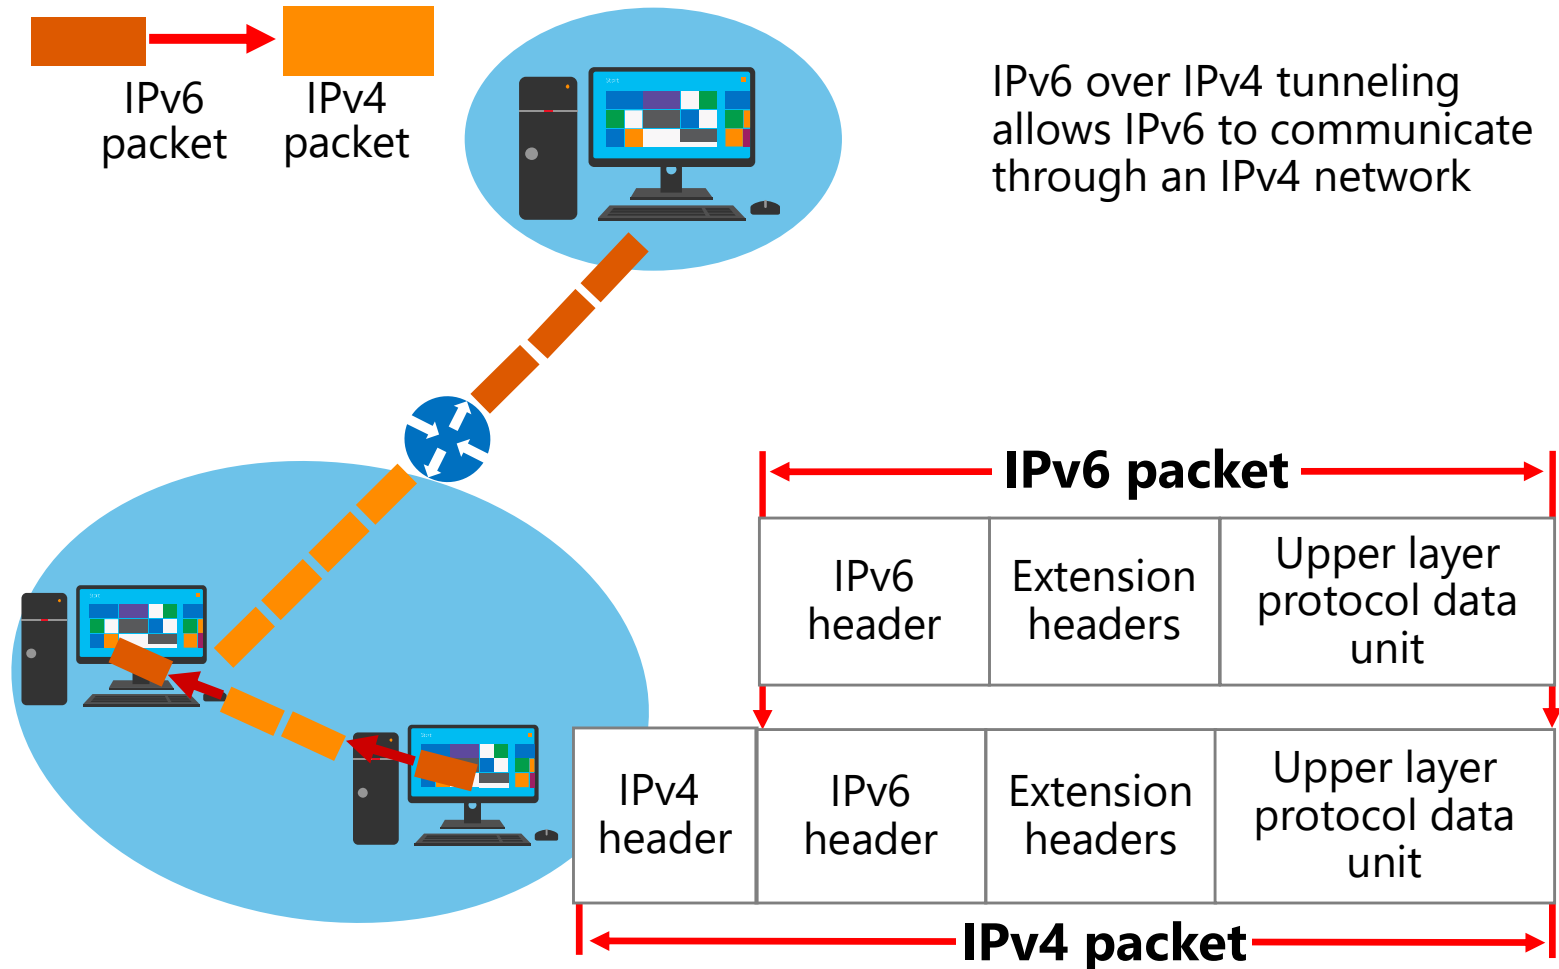 IPv6
packet
IPv4
packet
IPv6 over IPv4 tunneling
allows IPv6 to communicate
through an IPv4 network
IPv6 packet
IPv6
header
Extension
headers
Upper layer
protocol data
unit
IPv4
header
IPv6
header
Extension
headers
Upper layer
protocol data
unit
IPv4 packet
Start